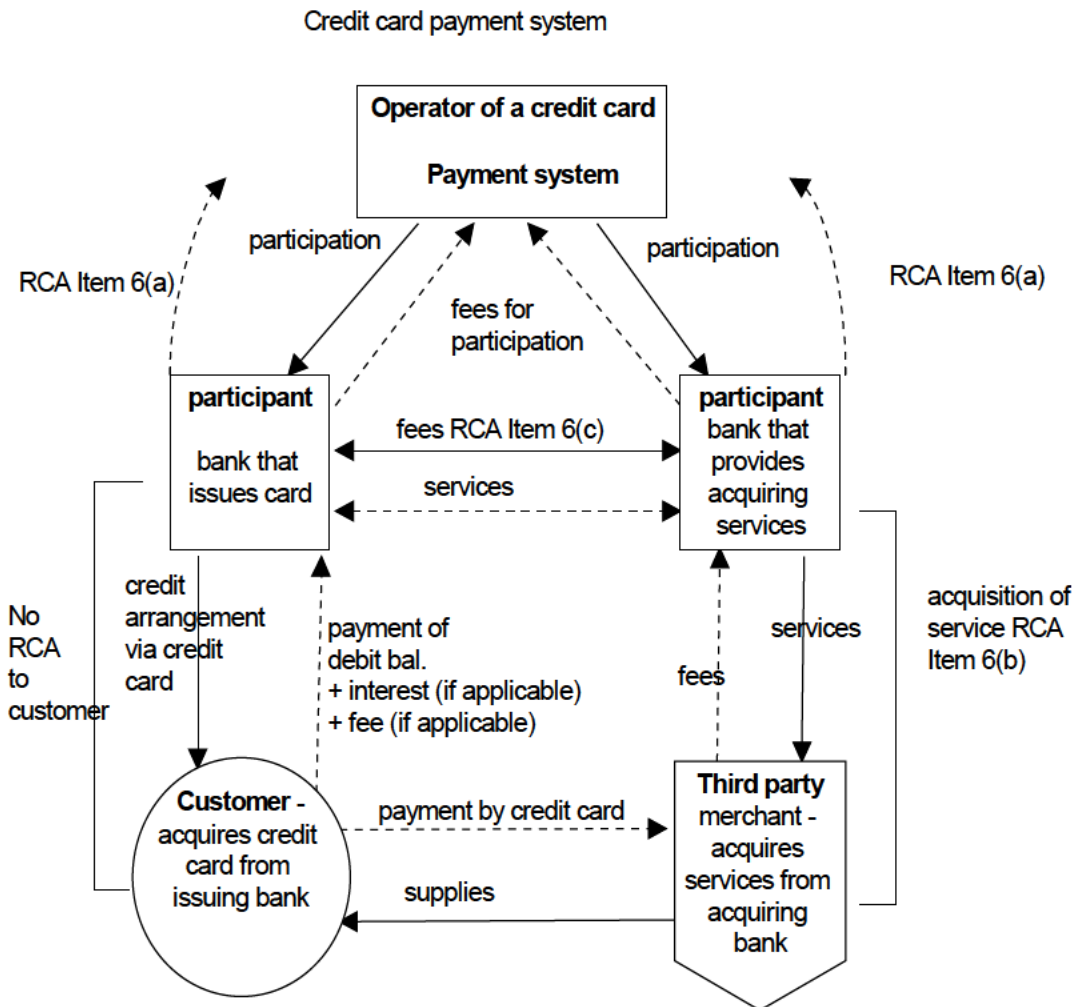 Credit card payment system
Operator of a credit card
Payment system
participation
participation
RCA Item 6(a)
RCA Item 6(a)
fees for
participation
participant
bank that
issues card
fees RCA Item 6(c)
services
participant
bank that
provides
acquiring
services
No
RCA
to
customer
credit
arrangement
via credit
card
payment of
debit bal.
+ interest (if applicable)
+ fee (if applicable)
fees
services
acquisition of
service RCA
Item 6(b)
Customer -
acquires credit
card from
issuing bank
payment by credit card
supplies
Third party
merchant -
acquires
services from
acquiring
bank